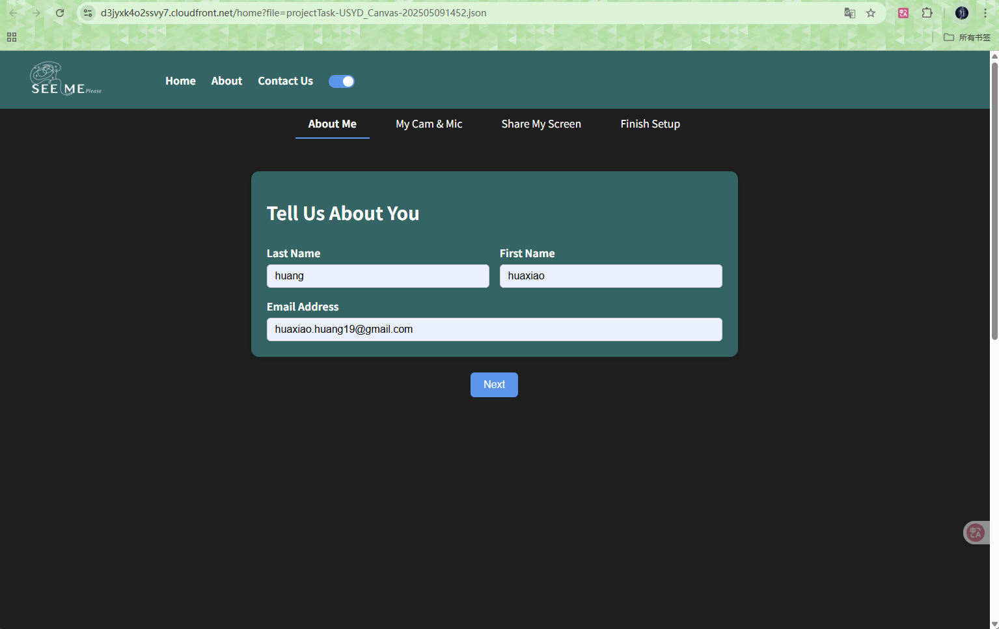 d3jyxk4o2ssvy7.cloudfront.net/home?file=projectTask-USYD_Canvas-202505091452.json
所有书签
SEE ME Please
Home About Contact Us
About Me My Cam & Mic Share My Screen Finish Setup
Tell Us About You
Last Name First Name
huang huaxiao
Email Address
huaxiao.huang19@gmail.com
Next